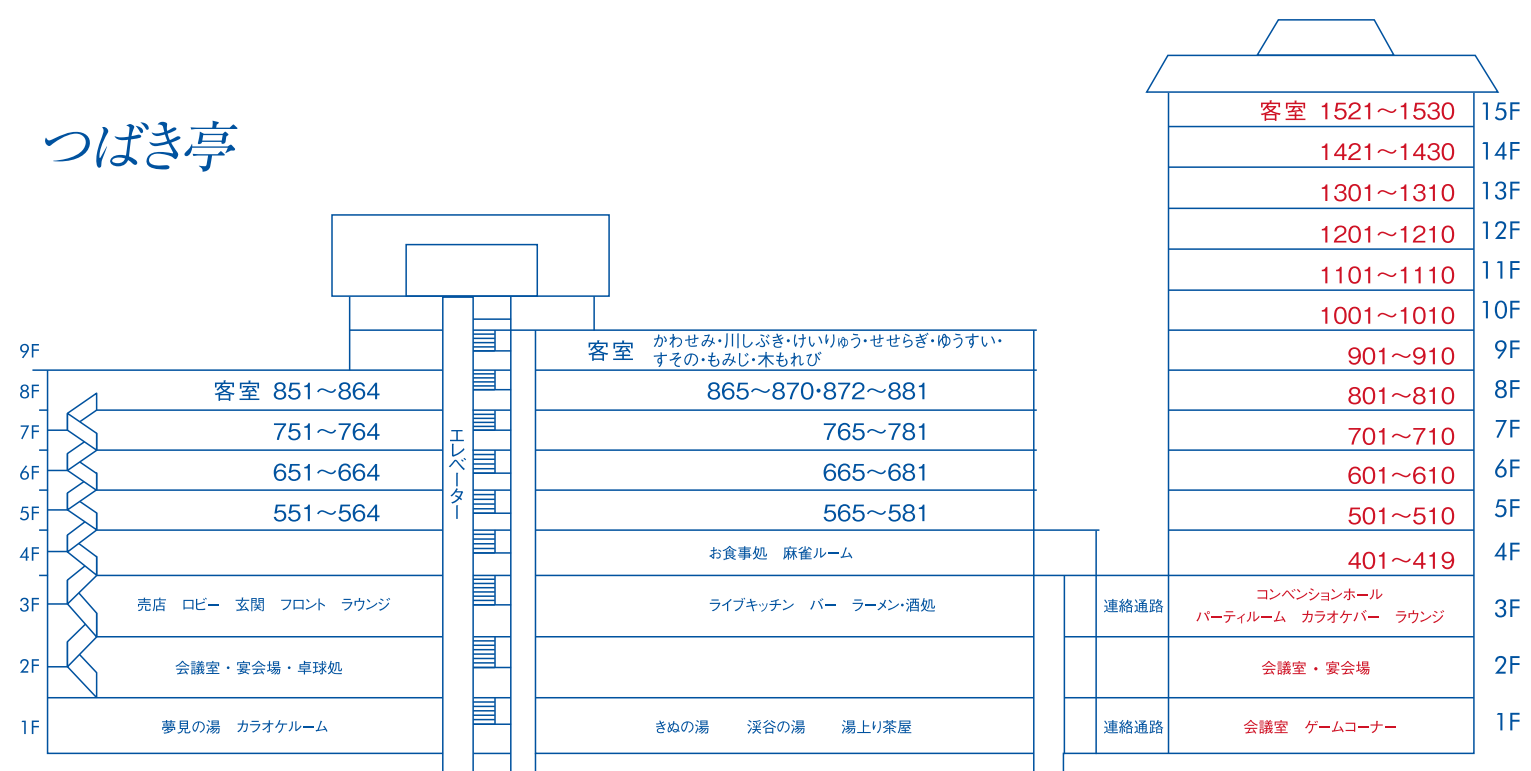 つばき亭
エレベーター
9F
客室 かわせみ・川しぶき・けいりゅう・せせらぎ・ゆうすい・
すその・もみじ・木もれび
8F 客室 851〜864 865〜870・872〜881
7F 751〜764 765〜781
6F 651〜664 665〜681
5F 551〜564 565〜581
4F お食事処 麻雀ルーム
3F 売店 ロビー 玄関 フロント ラウンジ ライブキッチン バー ラーメン・酒処 連絡通路
2F 会議室・宴会場・卓球処
1F 夢見の湯 カラオケルーム きぬの湯 渓谷の湯 湯上り茶屋 連絡通路
客室 1521〜1530 15F
1421〜1430 14F
1301〜1310 13F
1201〜1210 12F
1101〜1110 11F
1001〜1010 10F
901〜910 9F
801〜810 8F
701〜710 7F
601〜610 6F
501〜510 5F
401〜419 4F
コンベンションホール
パーティルーム カラオケバー ラウンジ 3F
会議室・宴会場 2F
会議室 ゲームコーナー 1F